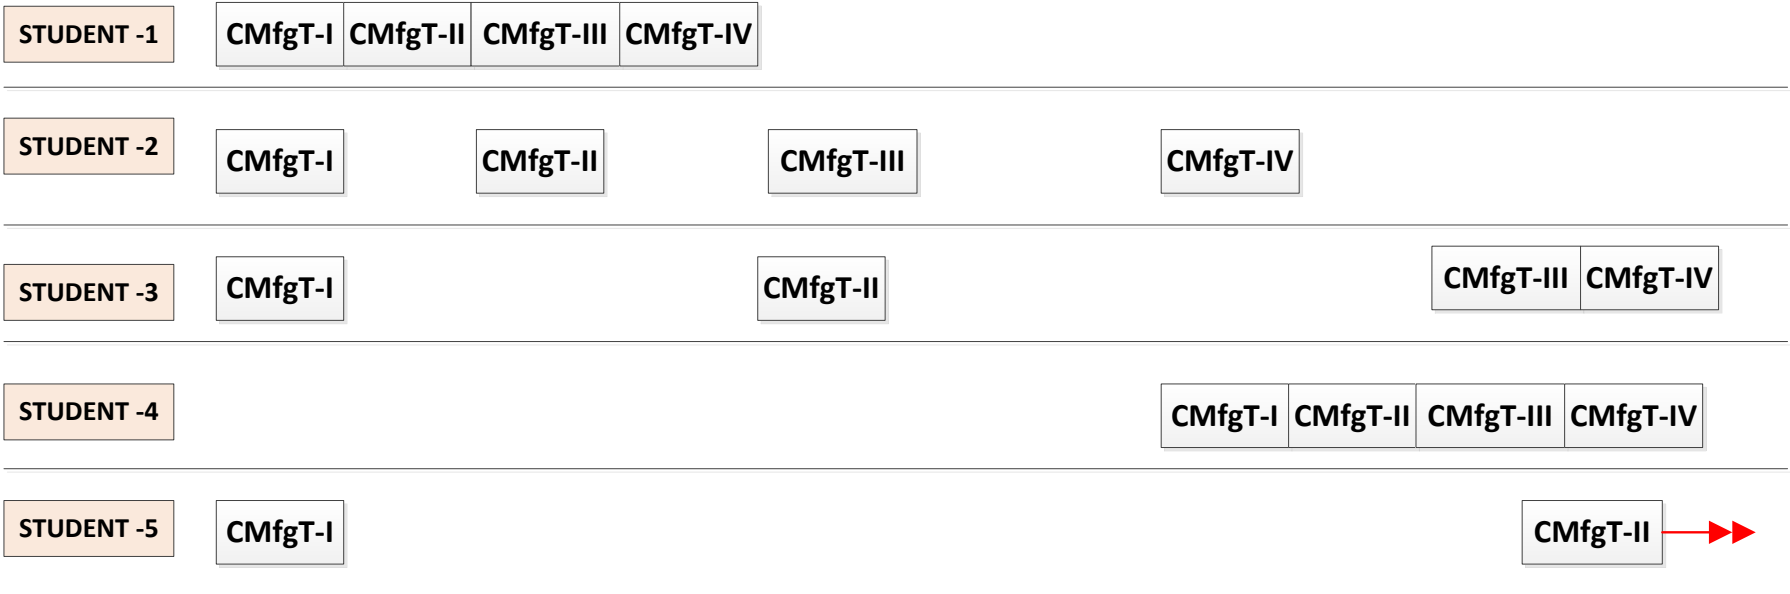 STUDENT -1 CMfgT-I CMfgT-II CMfgT-III CMfgT-IV
STUDENT -2 CMfgT-I CMfgT-II CMfgT-III CMfgT-IV
STUDENT -3 CMfgT-I CMfgT-II CMfgT-III CMfgT-IV
STUDENT -4 CMfgT-I CMfgT-II CMfgT-III CMfgT-IV
STUDENT -5 CMfgT-I CMfgT-II